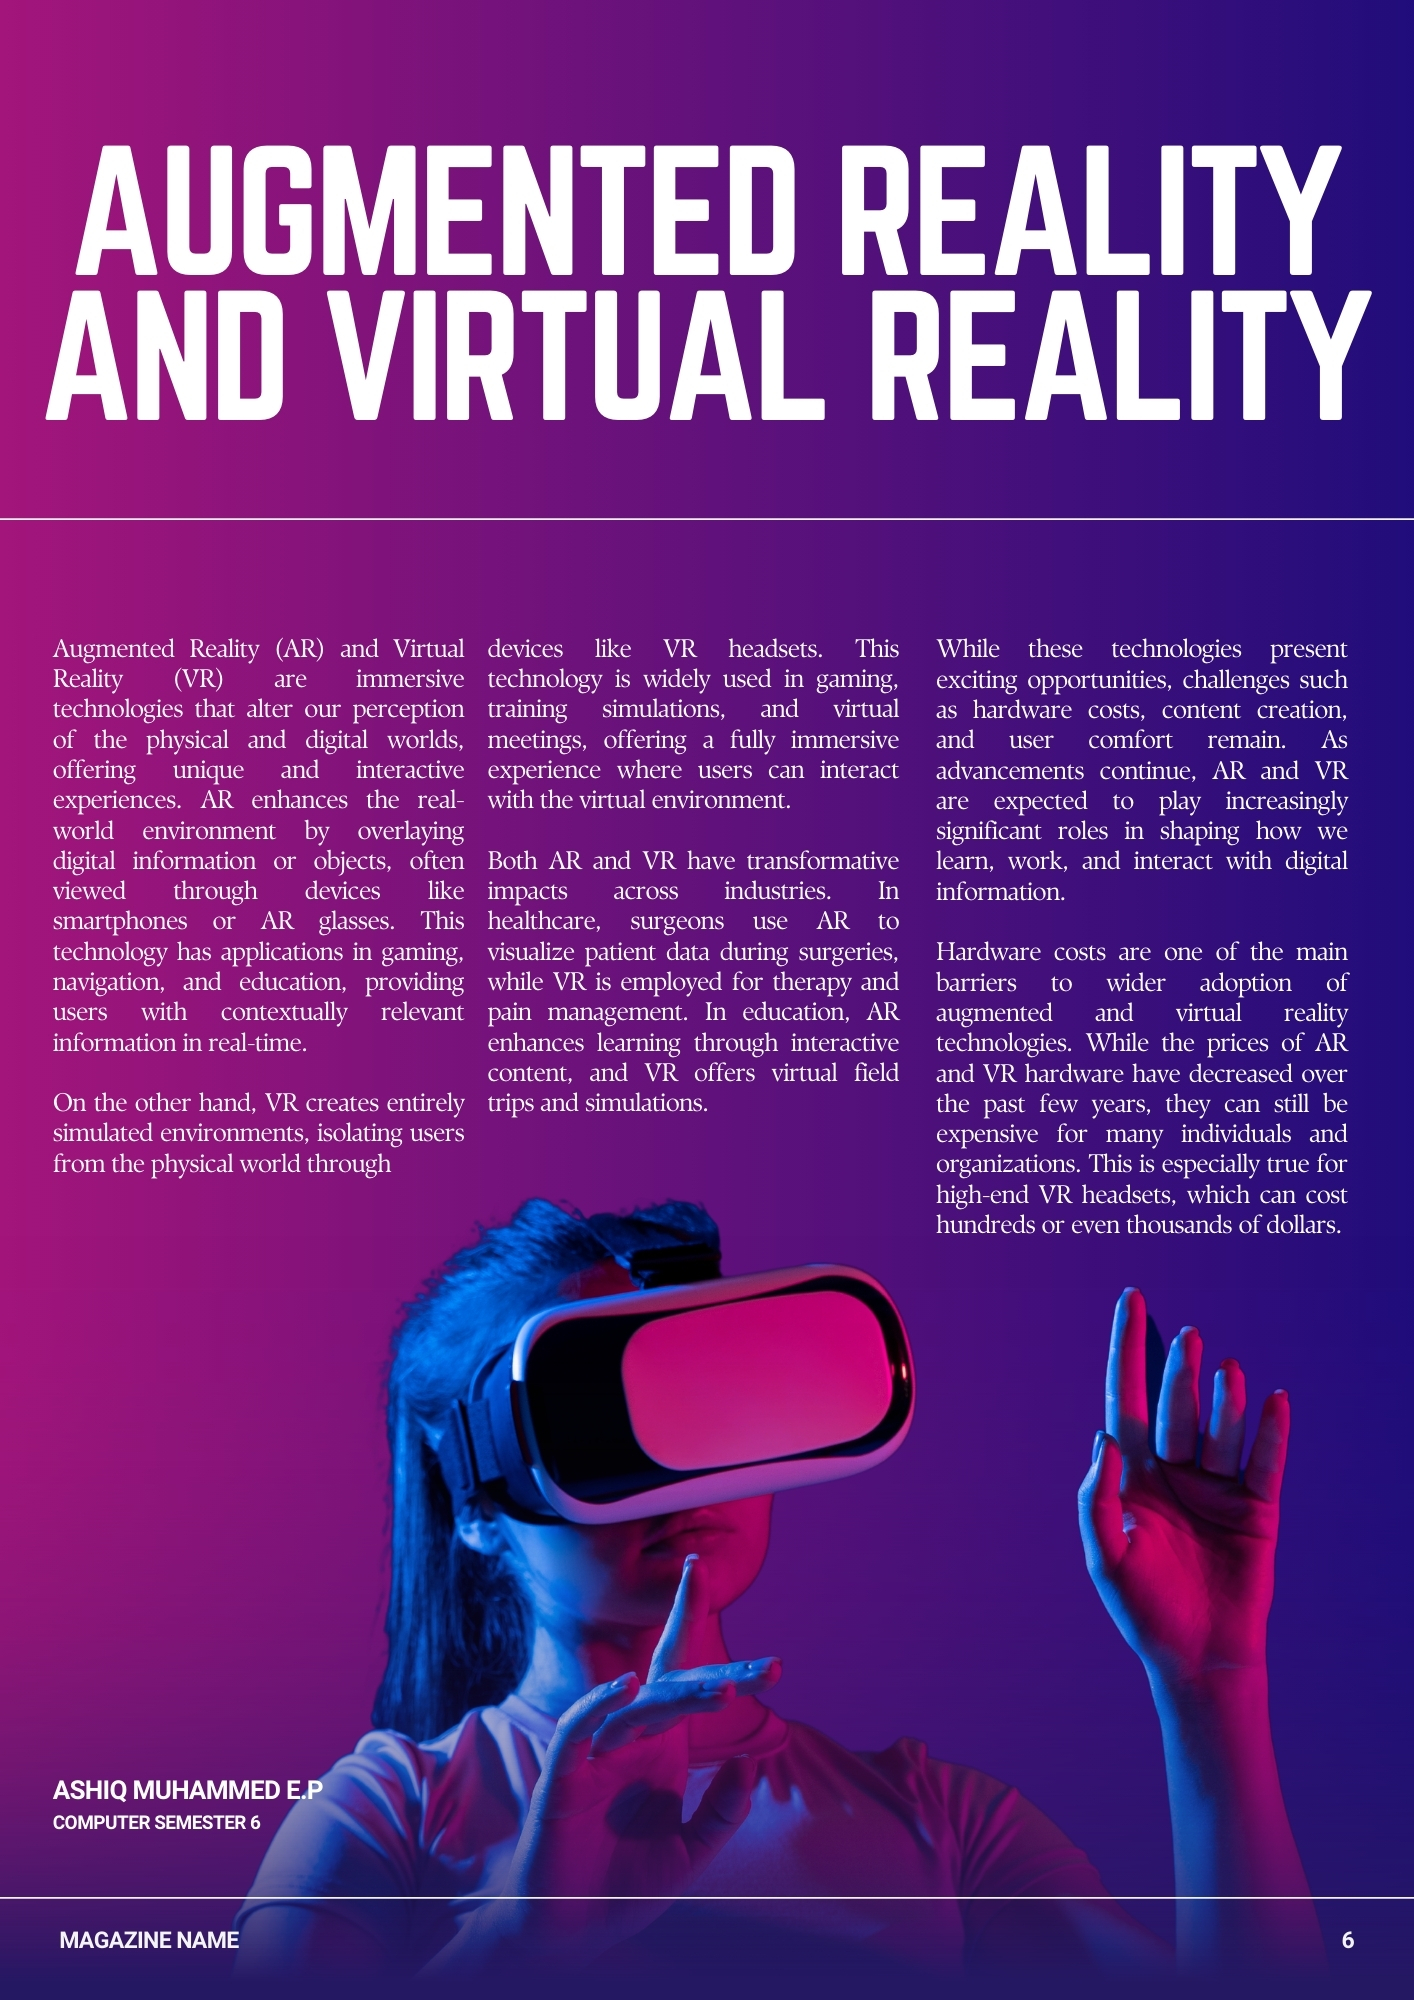 AUGMENTED REALITY
AND VIRTUAL REALITY
Augmented Reality (AR) and Virtual
Reality (VR) are immersive
technologies that alter our perception
of the physical and digital worlds,
offering unique and interactive
experiences. AR enhances the real-
world environment by overlaying
digital information or objects, often
viewed through devices like
smartphones or AR glasses. This
technology has applications in gaming,
navigation, and education, providing
users with contextually relevant
information in real-time.
On the other hand, VR creates entirely
simulated environments, isolating users
from the physical world through
devices like VR headsets. This
technology is widely used in gaming,
training simulations, and virtual
meetings, offering a fully immersive
experience where users can interact
with the virtual environment.
Both AR and VR have transformative
impacts across industries. In
healthcare, surgeons use AR to
visualize patient data during surgeries,
while VR is employed for therapy and
pain management. In education, AR
enhances learning through interactive
content, and VR offers virtual field
trips and simulations.
While these technologies present
exciting opportunities, challenges such
as hardware costs, content creation,
and user comfort remain. As
advancements continue, AR and VR
are expected to play increasingly
significant roles in shaping how we
learn, work, and interact with digital
information.
Hardware costs are one of the main
barriers to wider adoption of
augmented and virtual reality
technologies. While the prices of AR
and VR hardware have decreased over
the past few years, they can still be
expensive for many individuals and
organizations. This is especially true for
high-end VR headsets, which can cost
hundreds or even thousands of dollars.
ASHIQ MUHAMMED E.P
COMPUTER SEMESTER 6
MAGAZINE NAME
6